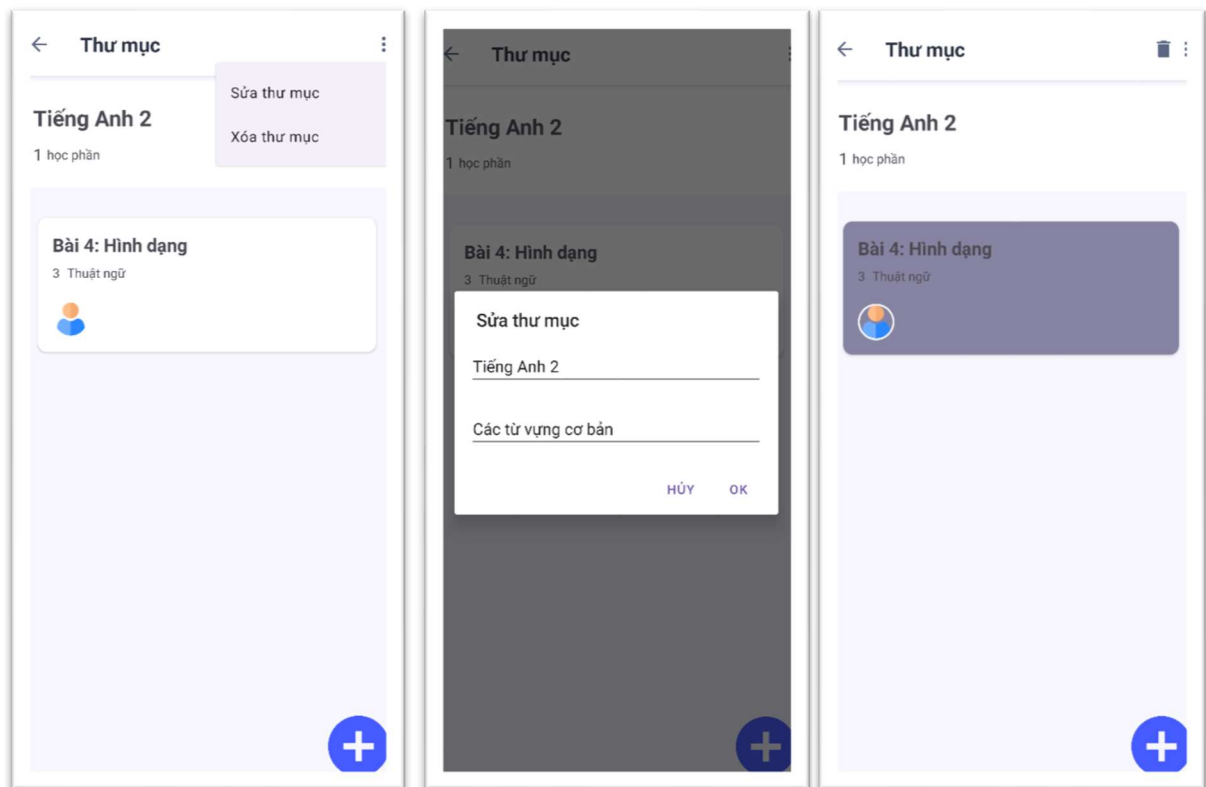 Thư mục
Sửa thư mục
Xóa thư mục
Tiếng Anh 2
1 học phần
Bài 4: Hình dạng
3 Thuật ngữ
Thư mục
Tiếng Anh 2
1 học phần
Bài 4: Hình dạng
3 Thuật ngữ
Sửa thư mục
Tiếng Anh 2
Các từ vựng cơ bản
HỦY OK
Thư mục
Tiếng Anh 2
1 học phần
Bài 4: Hình dạng
3 Thuật ngữ